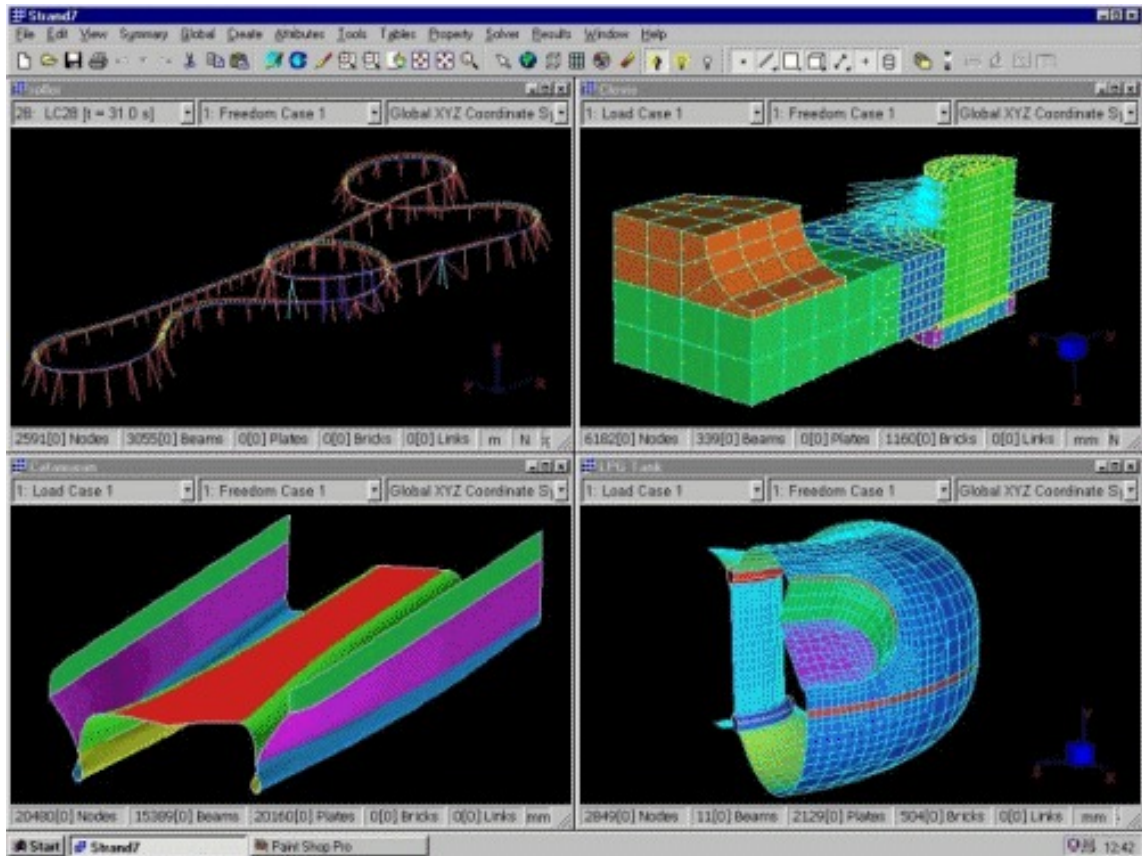 Strand7
File Edit View Summary Global Create Attributes Tools Tables Property Solver Results Window Help
28: LC28 [t = 31.0 s] 1: Freedom Case 1 Global XYZ Coordinate Sy
2591[0] Nodes 3055[0] Beams 0[0] Plates 0[0] Bricks 0[0] Links m N
Clevis
1: Load Case 1 1: Freedom Case 1 Global XYZ Coordinate Sy
6182[0] Nodes 339[0] Beams 0[0] Plates 1160[0] Bricks 0[0] Links mm N
Catamaran
1: Load Case 1 1: Freedom Case 1 Global XYZ Coordinate Sy
20480[0] Nodes 15389[0] Beams 20160[0] Plates 0[0] Bricks 0[0] Links mm
LPG Tank
1: Load Case 1 1: Freedom Case 1 Global XYZ Coordinate Sy
2849[0] Nodes 11[0] Beams 2129[0] Plates 504[0] Bricks 0[0] Links mm
Start Strand7 Paint Shop Pro 12:42